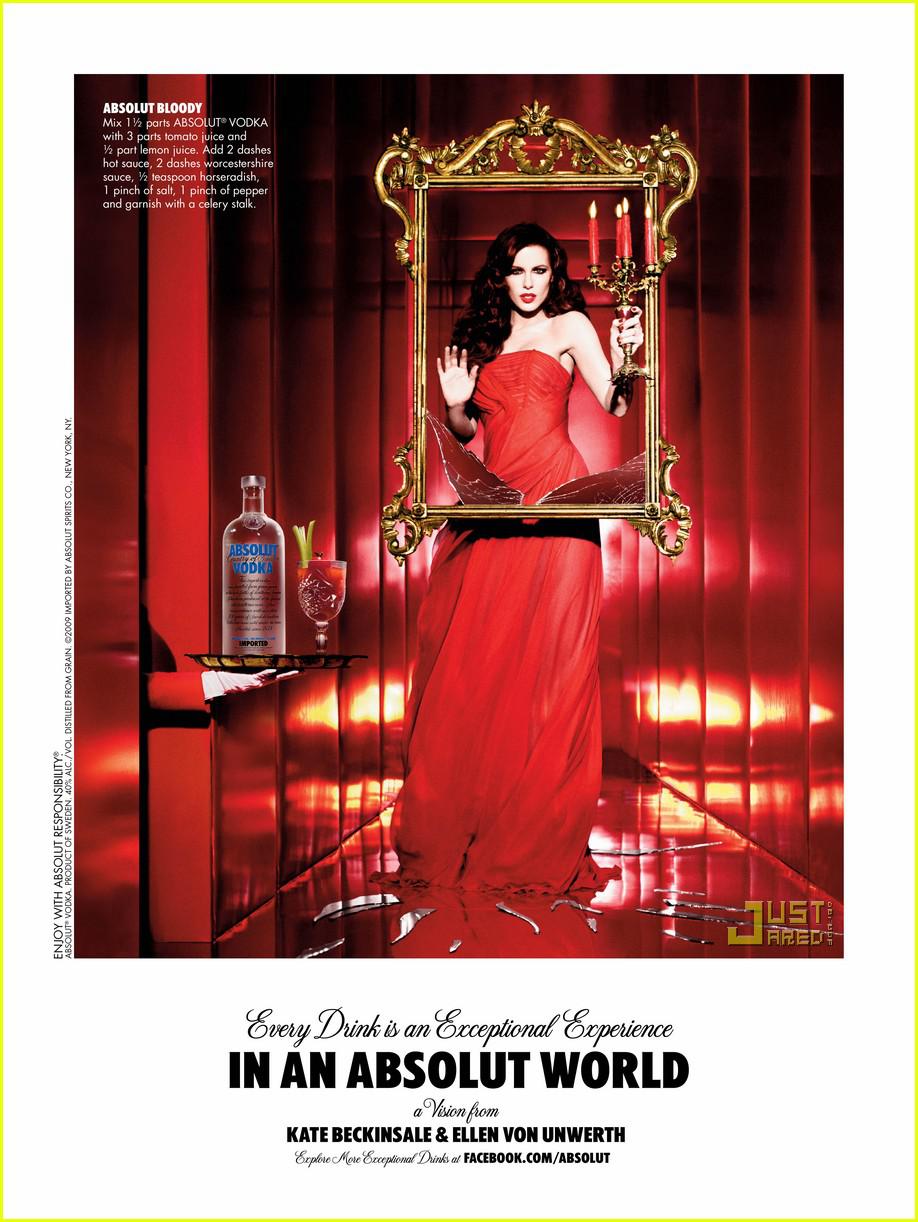 ABSOLUT BLOODY
Mix 1½ parts ABSOLUT® VODKA
with 3 parts tomato juice and
½ part lemon juice. Add 2 dashes
hot sauce, 2 dashes worcestershire
sauce, ½ teaspoon horseradish,
1 pinch of salt, 1 pinch of pepper
and garnish with a celery stalk.
ENJOY WITH ABSOLUT RESPONSIBILITY®
ABSOLUT® VODKA. PRODUCT OF SWEDEN. 40% ALC./VOL. DISTILLED FROM GRAIN. ©2009 IMPORTED BY ABSOLUT SPIRITS CO., NEW YORK, NY.
ABSOLUT
Country of Sweden
VODKA
IMPORTED
JUST
JARED
Every Drink is an Exceptional Experience
IN AN ABSOLUT WORLD
a Vision from
KATE BECKINSALE & ELLEN VON UNWERTH
Explore More Exceptional Drinks at FACEBOOK.COM/ABSOLUT